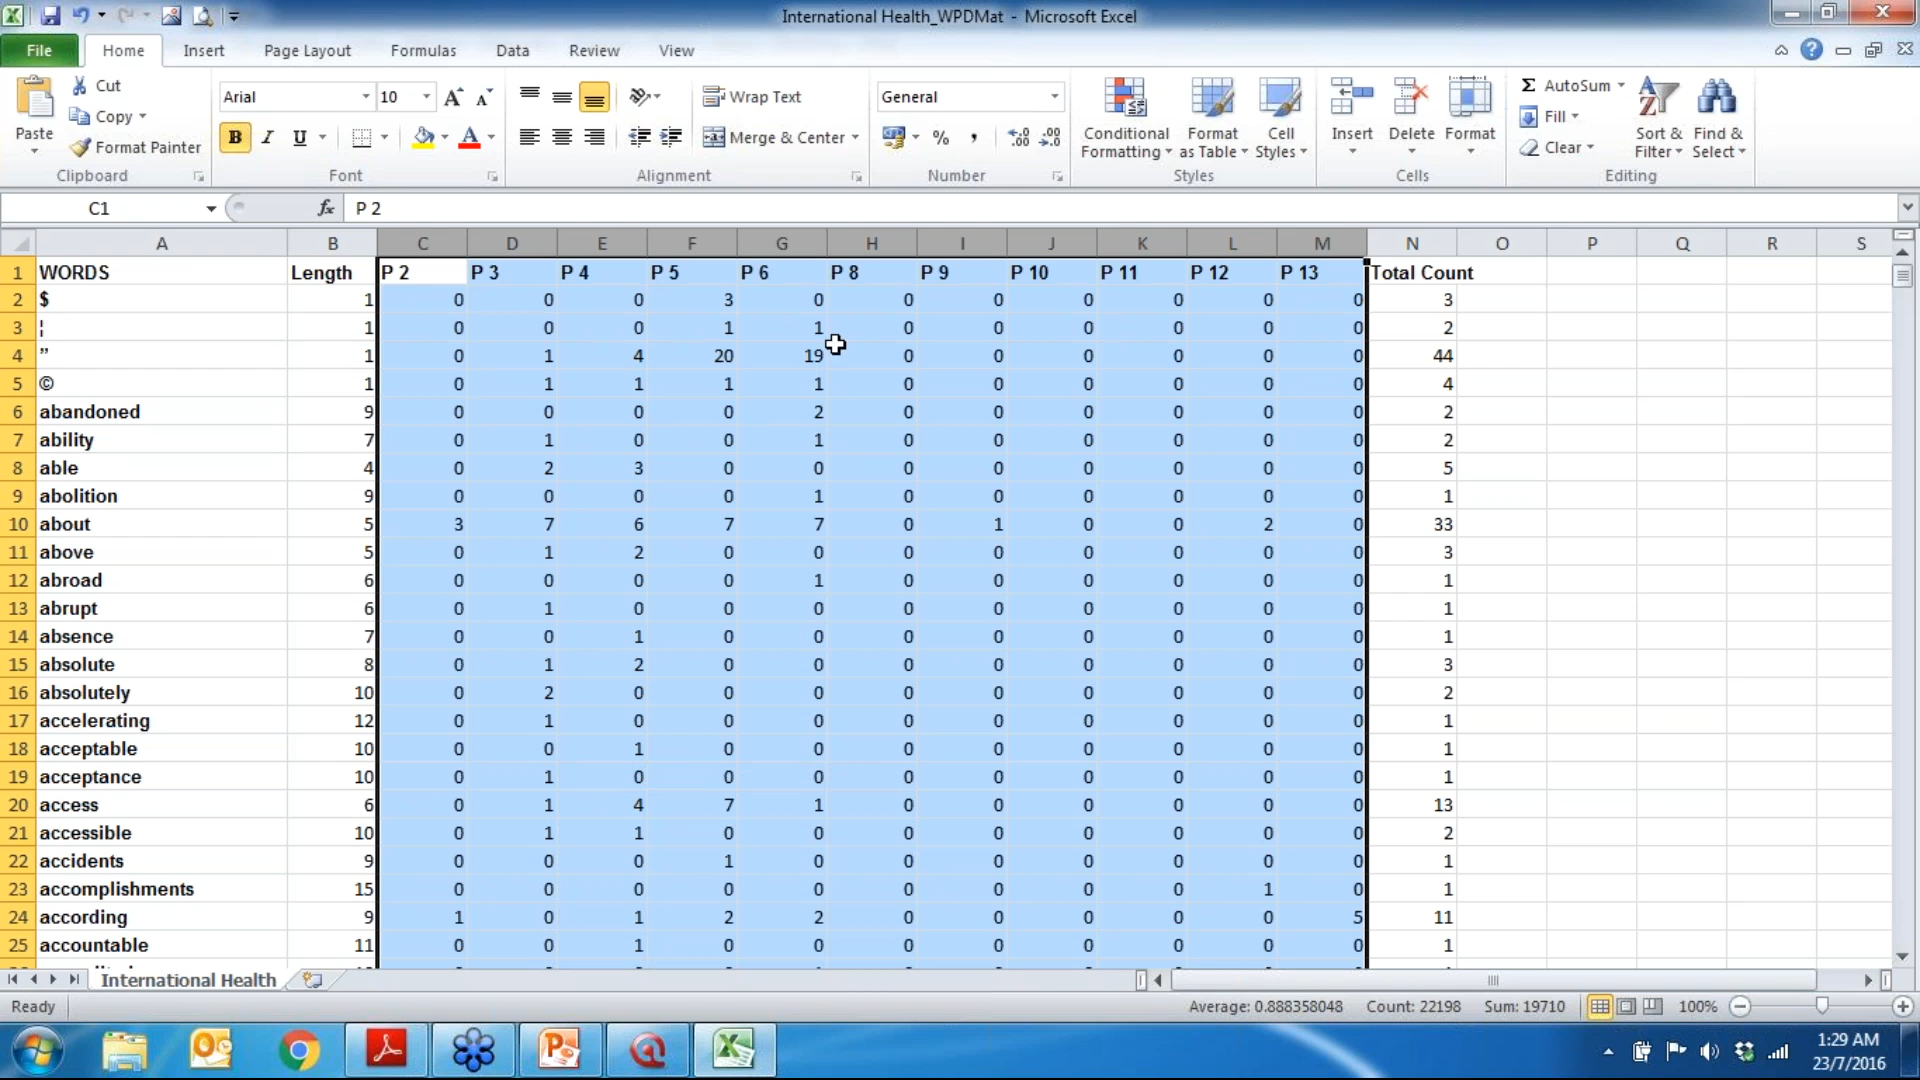 International Health_WPDMat - Microsoft Excel
File Home Insert Page Layout Formulas Data Review View
Paste Cut Copy Format Painter Clipboard
Arial 10 A A B I U A Font
Wrap Text Merge & Center Alignment
General % , Number
Conditional Formatting Format as Table Cell Styles Styles
Insert Delete Format Cells
Σ AutoSum Fill Clear Sort & Filter Find & Select Editing
C1 fx P 2
A B C D E F G H I J K L M N O P Q R S
1 WORDS Length P 2 P 3 P 4 P 5 P 6 P 8 P 9 P 10 P 11 P 12 P 13 Total Count
2 $ 1 0 0 0 3 0 0 0 0 0 0 0 3
3 ¦ 1 0 0 0 1 1 0 0 0 0 0 0 2
4 ” 1 0 1 4 20 19 0 0 0 0 0 0 44
5 © 1 0 1 1 1 1 0 0 0 0 0 0 4
6 abandoned 9 0 0 0 0 2 0 0 0 0 0 0 2
7 ability 7 0 1 0 0 1 0 0 0 0 0 0 2
8 able 4 0 2 3 0 0 0 0 0 0 0 0 5
9 abolition 9 0 0 0 0 1 0 0 0 0 0 0 1
10 about 5 3 7 6 7 7 0 1 0 0 2 0 33
11 above 5 0 1 2 0 0 0 0 0 0 0 0 3
12 abroad 6 0 0 0 0 1 0 0 0 0 0 0 1
13 abrupt 6 0 1 0 0 0 0 0 0 0 0 0 1
14 absence 7 0 0 1 0 0 0 0 0 0 0 0 1
15 absolute 8 0 1 2 0 0 0 0 0 0 0 0 3
16 absolutely 10 0 2 0 0 0 0 0 0 0 0 0 2
17 accelerating 12 0 1 0 0 0 0 0 0 0 0 0 1
18 acceptable 10 0 0 1 0 0 0 0 0 0 0 0 1
19 acceptance 10 0 1 0 0 0 0 0 0 0 0 0 1
20 access 6 0 1 4 7 1 0 0 0 0 0 0 13
21 accessible 10 0 1 1 0 0 0 0 0 0 0 0 2
22 accidents 9 0 0 0 1 0 0 0 0 0 0 0 1
23 accomplishments 15 0 0 0 0 0 0 0 0 0 1 0 1
24 according 9 1 0 1 2 2 0 0 0 0 0 5 11
25 accountable 11 0 0 1 0 0 0 0 0 0 0 0 1
International Health
Ready Average: 0.888358048 Count: 22198 Sum: 19710 100%
1:29 AM
23/7/2016